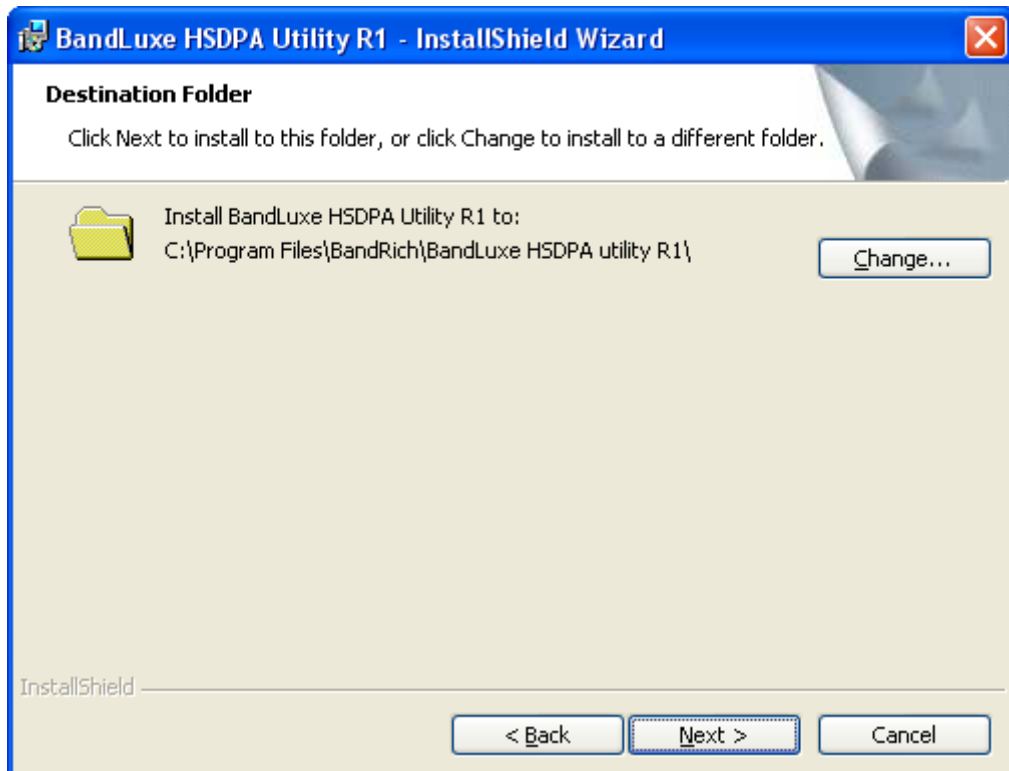 BandLuxe HSDPA Utility R1 - InstallShield Wizard
Destination Folder
Click Next to install to this folder, or click Change to install to a different folder.
Install BandLuxe HSDPA Utility R1 to:
C:\Program Files\BandRich\BandLuxe HSDPA utility R1\
Change...
InstallShield
< Back
Next >
Cancel